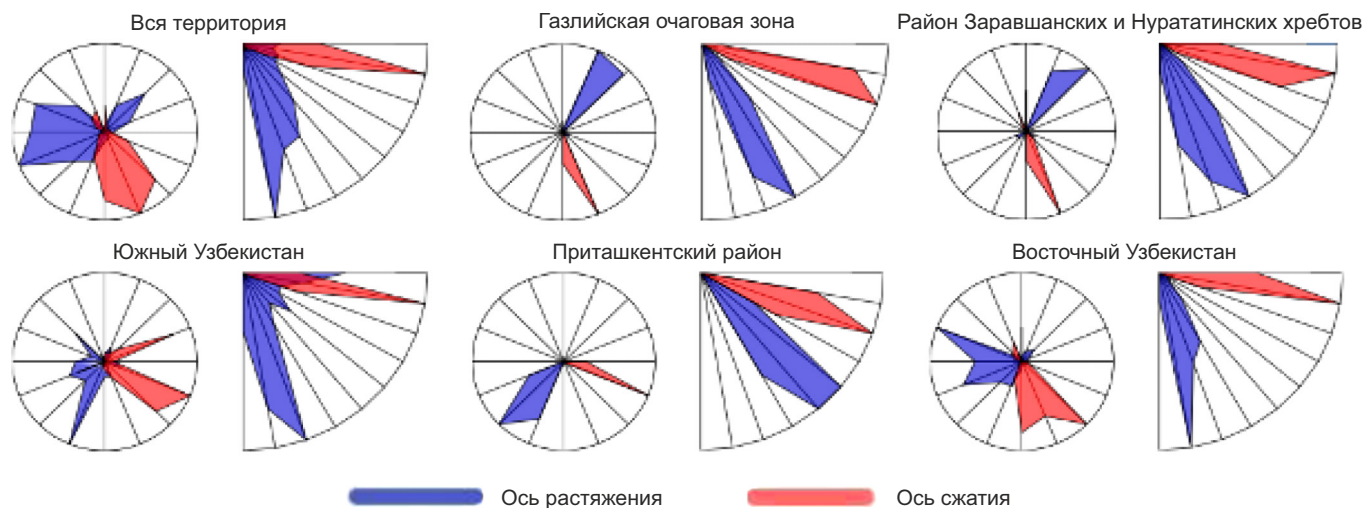 Вся территория
Газлийская очаговая зона
Район Заравшанских и Нурататинских хребтов
Южный Узбекистан
Приташкентский район
Восточный Узбекистан
Ось растяжения
Ось сжатия